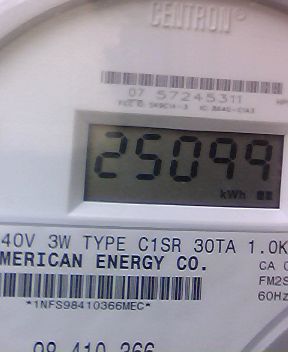 CENTRON®
07 57245311
25099
kWh
40V 3W TYPE C1SR 30TA 1.0K
MERICAN ENERGY CO.
CA 0
FM2S
60Hz
*1NFS98410366MEC*
98 410 366